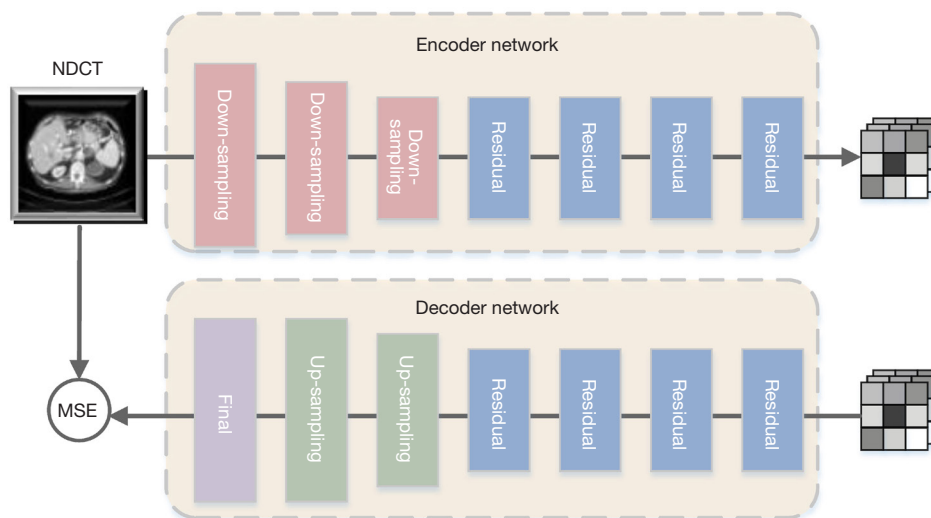 Encoder network
NDCT
Down-sampling
Down-sampling
Down-
sampling
Residual
Residual
Residual
Residual
Decoder network
MSE
Final
Up-sampling
Up-sampling
Residual
Residual
Residual
Residual